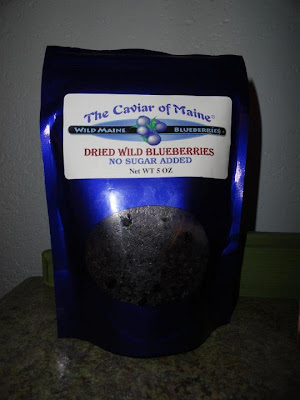 The Caviar of Maine®
WILD MAINE BLUEBERRIES
DRIED WILD BLUEBERRIES
NO SUGAR ADDED
Net WT 5 OZ